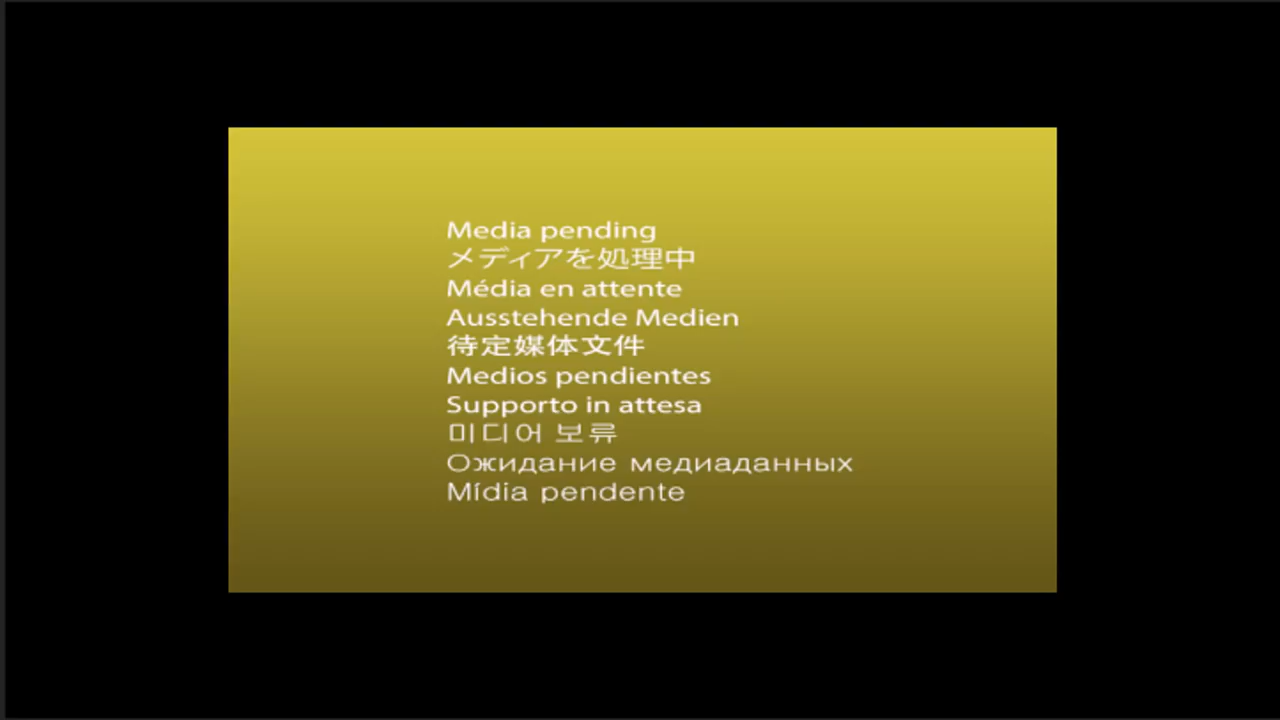 Media pending
メディアを処理中
Média en attente
Ausstehende Medien
待定媒体文件
Medios pendientes
Supporto in attesa
미디어 보류
Ожидание медиаданных
Mídia pendente